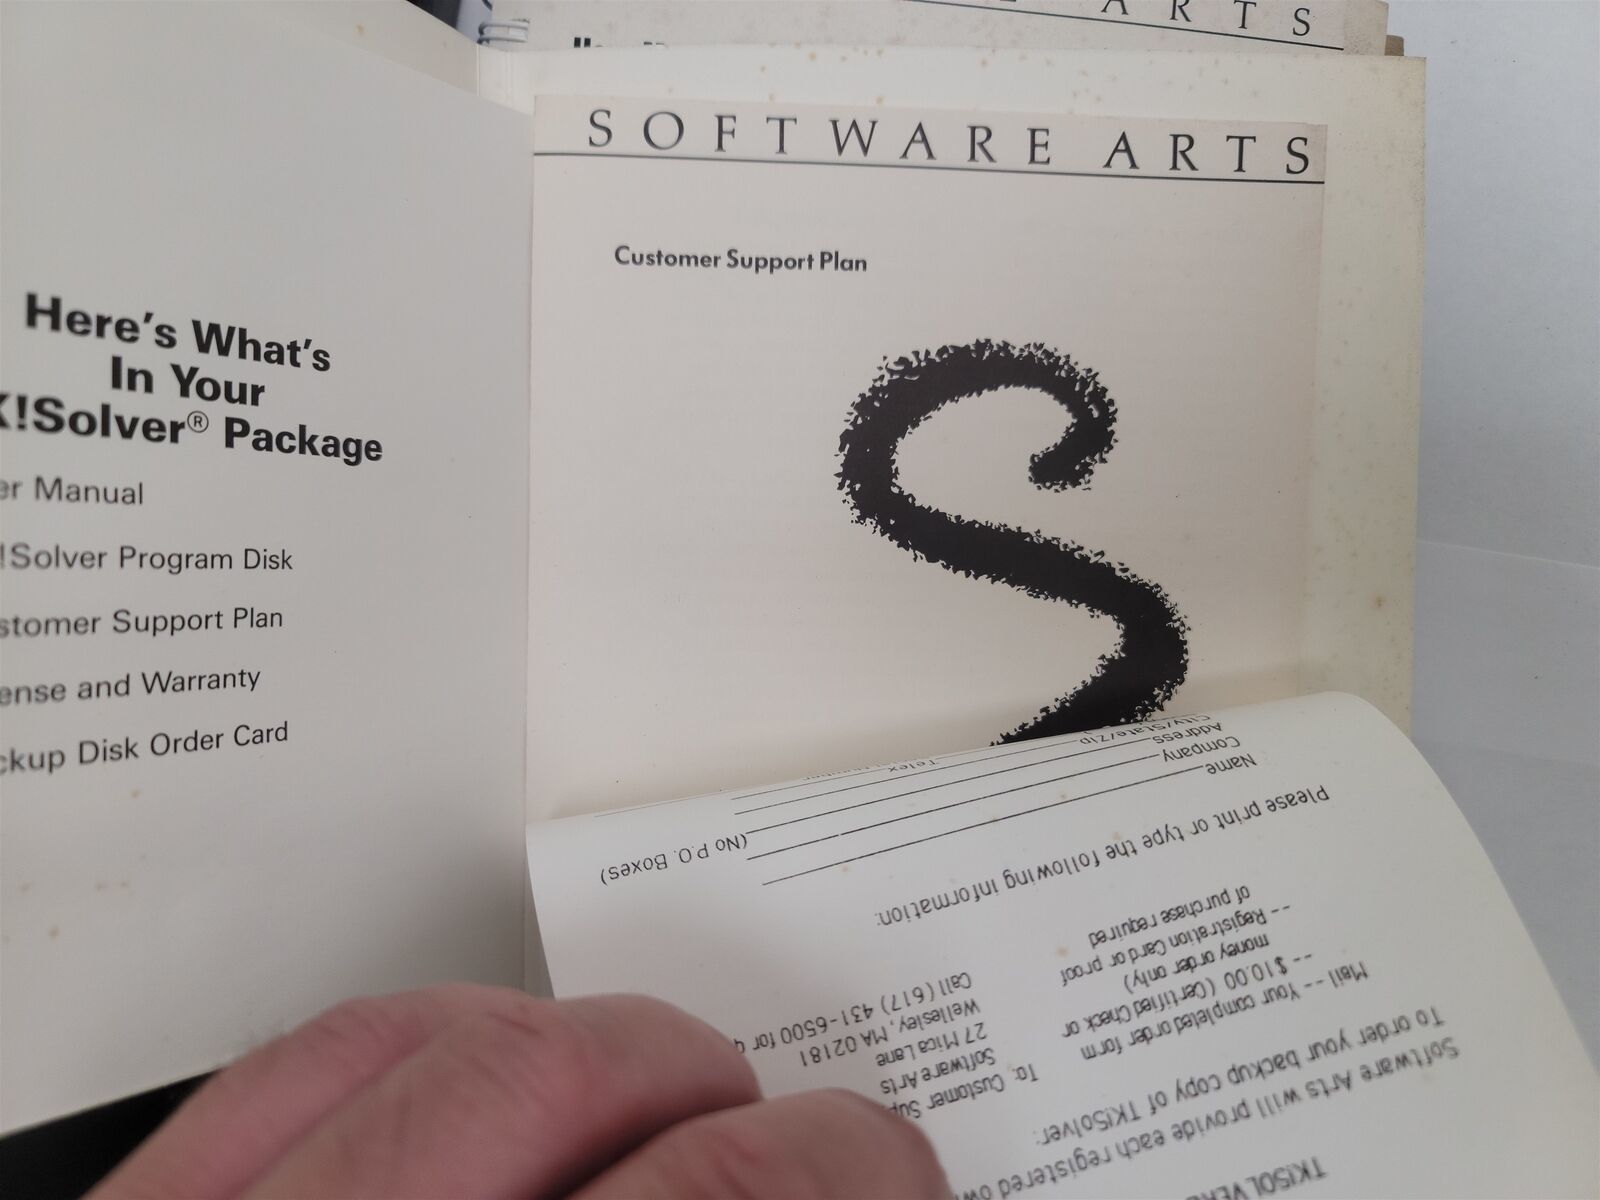 A R T S
SOFTWARE ARTS
Customer Support Plan
Here's What's
In Your
K!Solver® Package
er Manual
!Solver Program Disk
stomer Support Plan
ense and Warranty
ckup Disk Order Card
TK!SOLVER
Software Arts will provide each registered ow
To order your backup copy of TK!Solver:
Mail -- Your completed order form
-- $10.00 (Certified Check or
money order only)
-- Registration Card or proof
of purchase required
To: Customer Sup
Software Arts
27 Mica Lane
Wellesley, MA 02181
Call (617) 431-6500 for q
Please print or type the following information:
Name
Company
Address
(No P.O. Boxes)
City/State/Zip
Telex